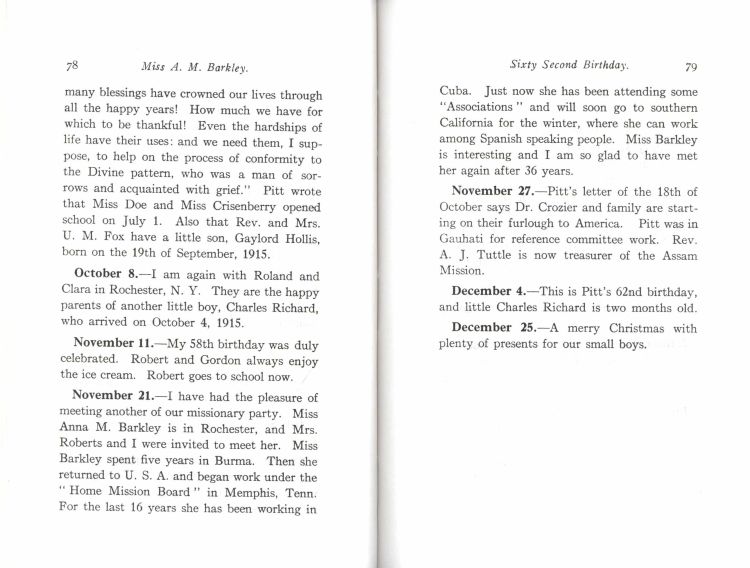 78 Miss A. M. Barkley.
many blessings have crowned our lives through
all the happy years! How much we have for
which to be thankful! Even the hardships of
life have their uses: and we need them, I sup-
pose, to help on the process of conformity to
the Divine pattern, who was a man of sor-
rows and acquainted with grief." Pitt wrote
that Miss Doe and Miss Crisenberry opened
school on July 1. Also that Rev. and Mrs.
U. M. Fox have a little son, Gaylord Hollis,
born on the 19th of September, 1915.
October 8.—I am again with Roland and
Clara in Rochester, N. Y. They are the happy
parents of another little boy, Charles Richard,
who arrived on October 4, 1915.
November 11.—My 58th birthday was duly
celebrated. Robert and Gordon always enjoy
the ice cream. Robert goes to school now.
November 21.—I have had the pleasure of
meeting another of our missionary party. Miss
Anna M. Barkley is in Rochester, and Mrs.
Roberts and I were invited to meet her. Miss
Barkley spent five years in Burma. Then she
returned to U. S. A. and began work under the
" Home Mission Board " in Memphis, Tenn.
For the last 16 years she has been working in
Sixty Second Birthday. 79
Cuba. Just now she has been attending some
"Associations " and will soon go to southern
California for the winter, where she can work
among Spanish speaking people. Miss Barkley
is interesting and I am so glad to have met
her again after 36 years.
November 27.—Pitt's letter of the 18th of
October says Dr. Crozier and family are start-
ing on their furlough to America. Pitt was in
Gauhati for reference committee work. Rev.
A. J. Tuttle is now treasurer of the Assam
Mission.
December 4.—This is Pitt's 62nd birthday,
and little Charles Richard is two months old.
December 25.—A merry Christmas with
plenty of presents for our small boys.